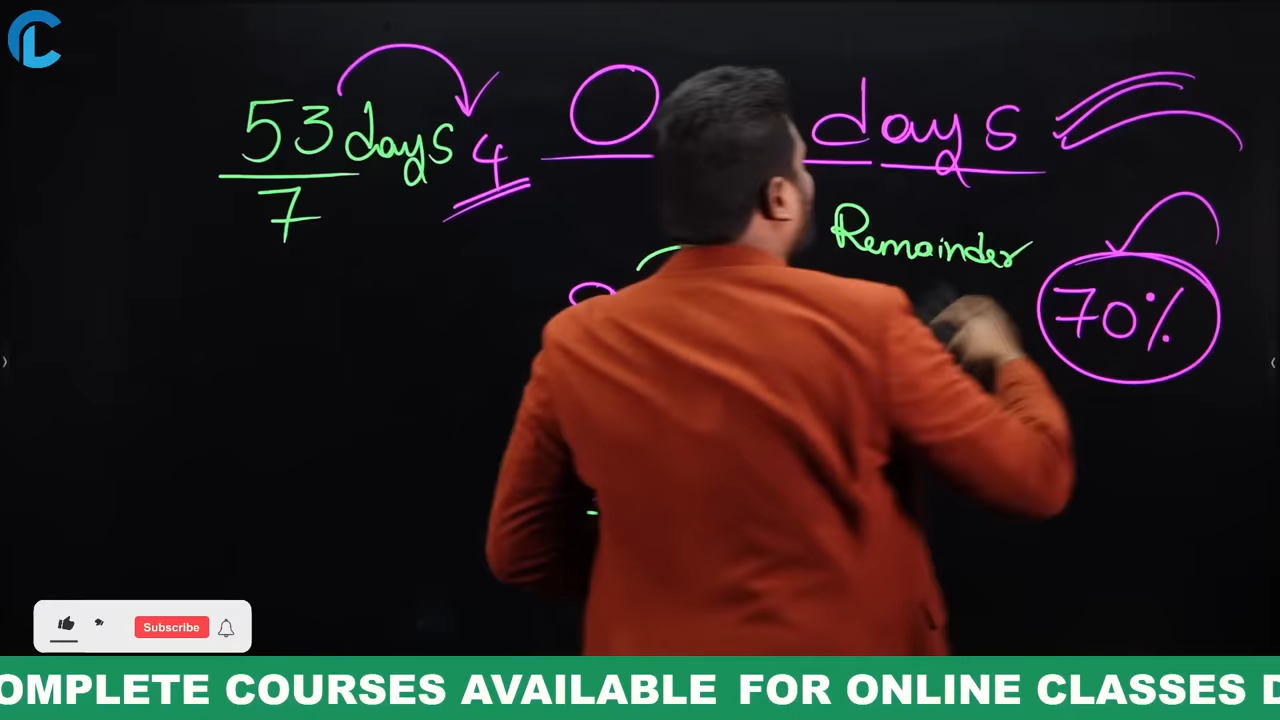 53 days 4 O days
7
Remainder
70%
Subscribe
OMPLETE COURSES AVAILABLE FOR ONLINE CLASSES D